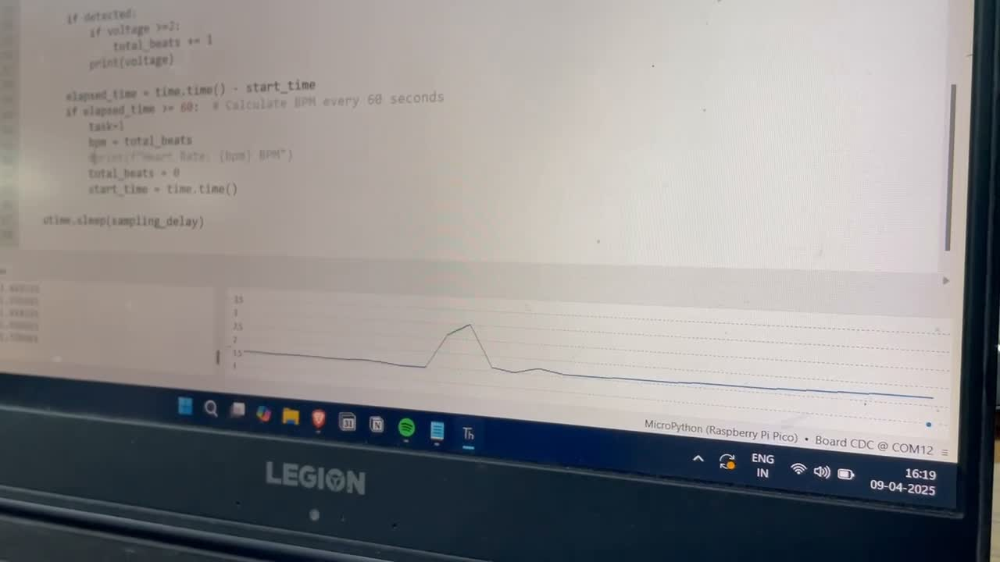 if detected:
if voltage >=2:
total_beats += 1
print(voltage)
elapsed_time = time.time() - start_time
if elapsed_time >= 60: # Calculate BPM every 60 seconds
task=1
bpm = total_beats
#print(f"Heart Rate: {bpm} BPM")
total_beats = 0
start_time = time.time()
utime.sleep(sampling_delay)
3.5
3
2.5
2
1.5
1
MicroPython (Raspberry Pi Pico) • Board CDC @ COM12 ≡
31
N
Th
ENG
IN
16:19
09-04-2025
LEGION